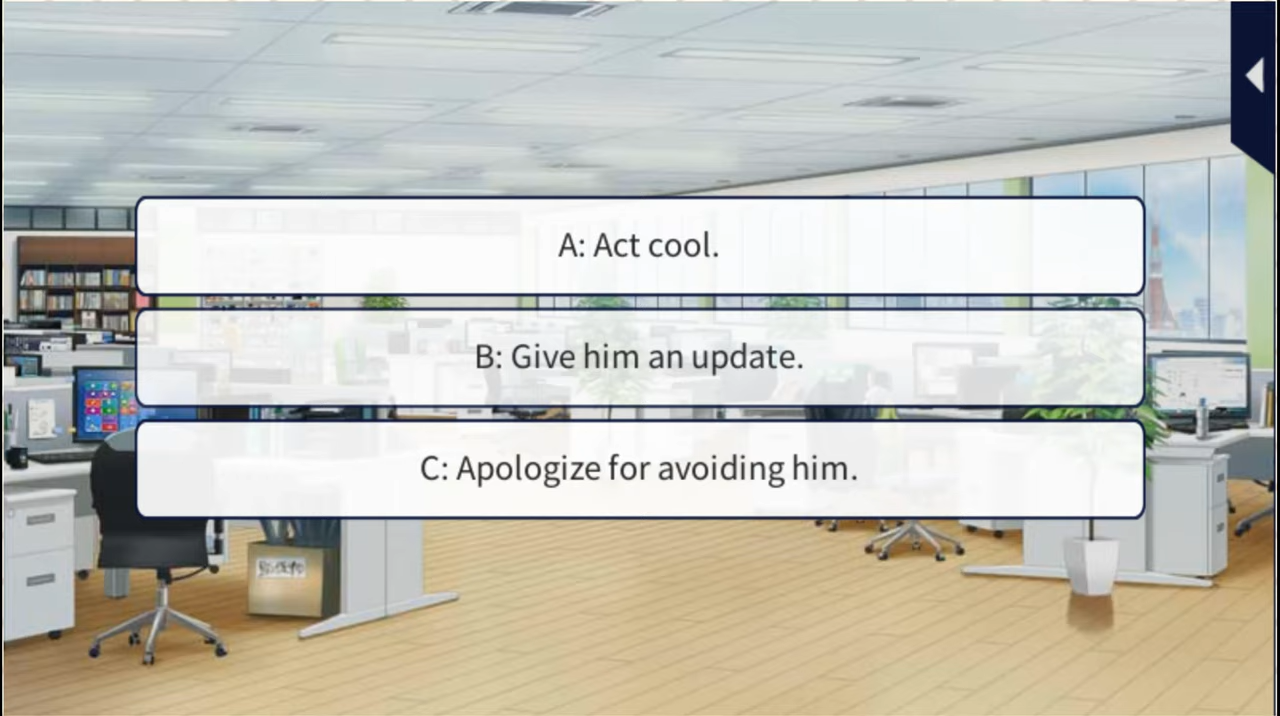 A: Act cool.
B: Give him an update.
C: Apologize for avoiding him.